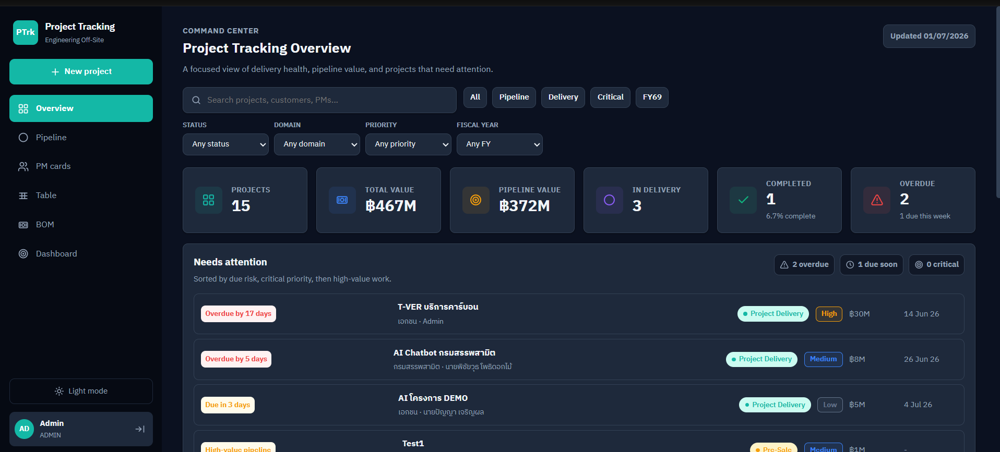 PTrk
Project Tracking
Engineering Off-Site
New project
Overview
Pipeline
PM cards
Table
BOM
Dashboard
Light mode
AD
Admin
ADMIN
COMMAND CENTER
Project Tracking Overview
A focused view of delivery health, pipeline value, and projects that need attention.
Updated 01/07/2026
Search projects, customers, PMs...
All
Pipeline
Delivery
Critical
FY69
STATUS
DOMAIN
PRIORITY
FISCAL YEAR
Any status
Any domain
Any priority
Any FY
PROJECTS
15
TOTAL VALUE
฿467M
PIPELINE VALUE
฿372M
IN DELIVERY
3
COMPLETED
1
6.7% complete
OVERDUE
2
1 due this week
Needs attention
Sorted by due risk, critical priority, then high-value work.
2 overdue
1 due soon
0 critical
Overdue by 17 days
T-VER บริการคาร์บอน
เอกชน · Admin
Project Delivery
High
฿30M
14 Jun 26
Overdue by 5 days
AI Chatbot กรมสรรพสามิต
กรมสรรพสามิต · นายพิชัยวุธ โพธิดอกไม้
Project Delivery
Medium
฿8M
26 Jun 26
Due in 3 days
AI โครงการ DEMO
เอกชน · นายปัญญา เจริญผล
Project Delivery
Low
฿5M
4 Jul 26
High-value pipeline
Test1
Pre-Sale
Medium
฿1M
-